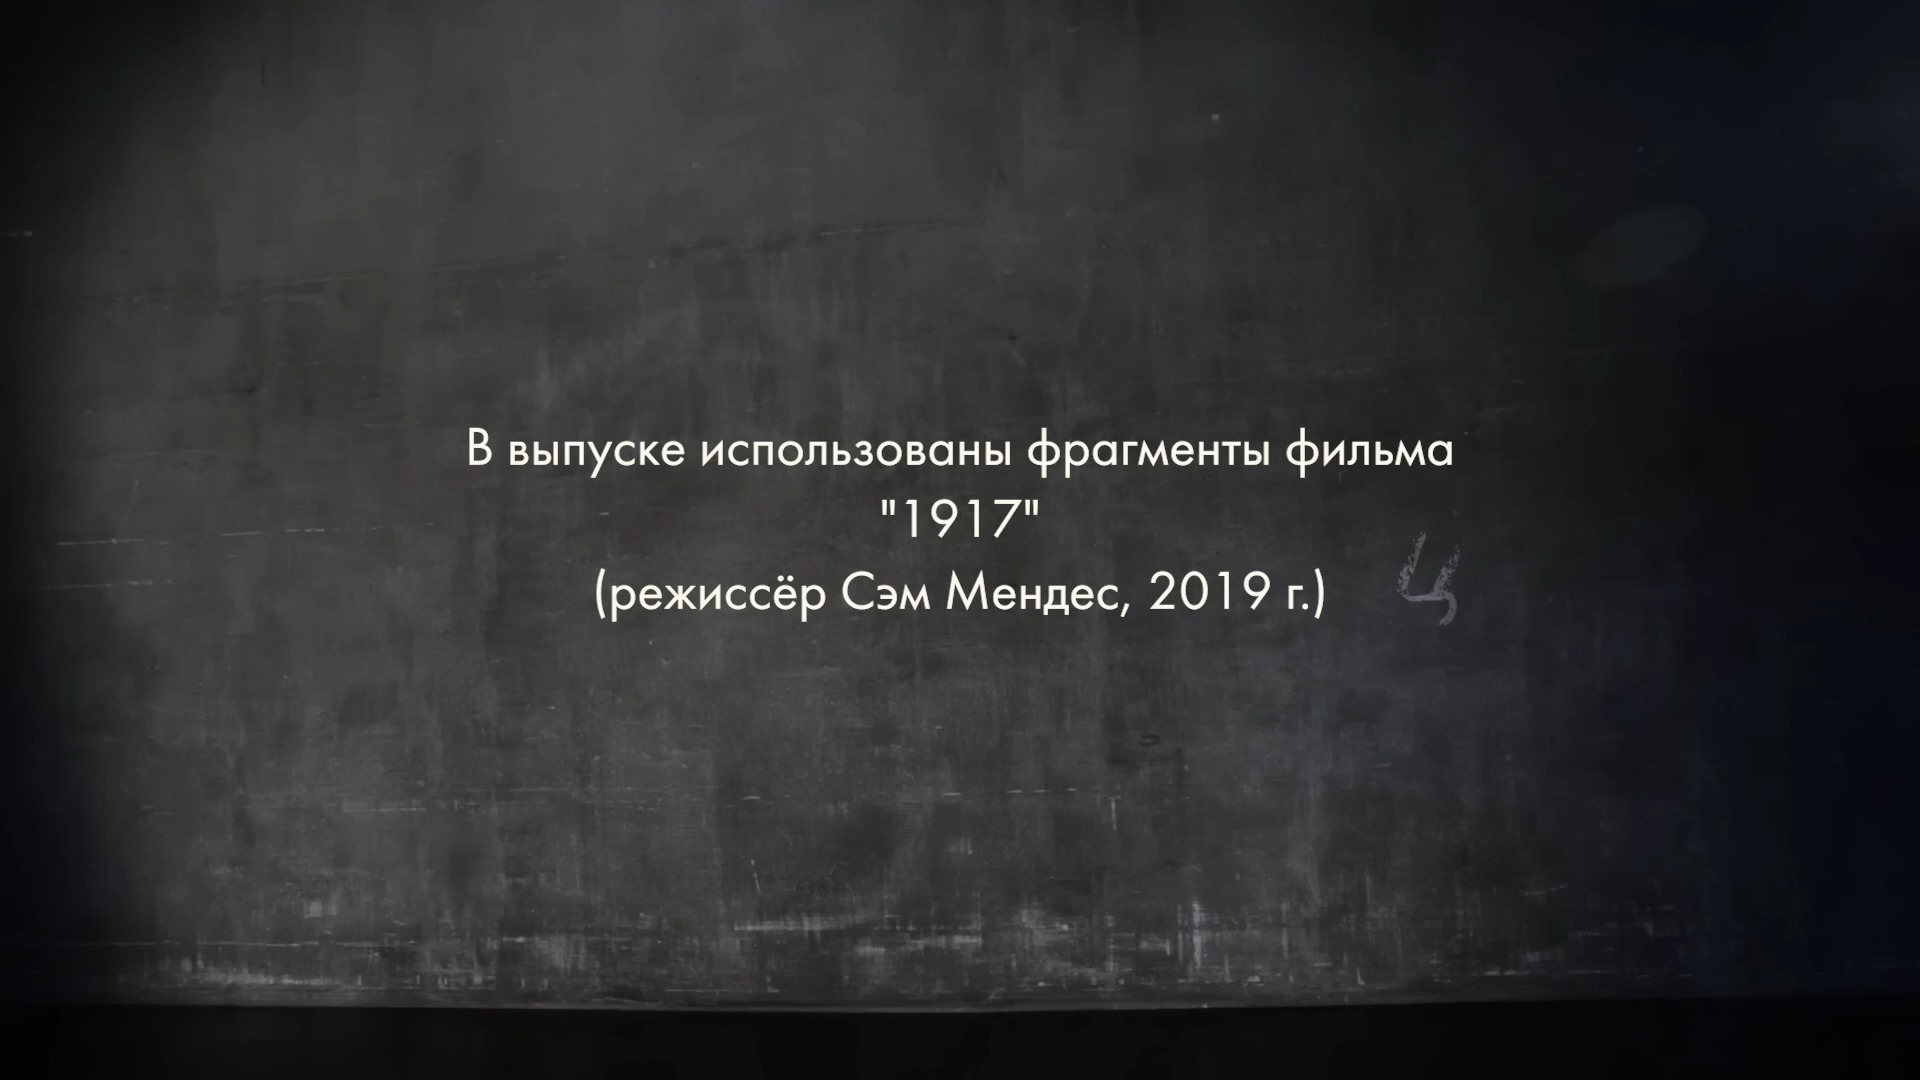 В выпуске использованы фрагменты фильма
"1917"
(режиссёр Сэм Мендес, 2019 г.)
ц